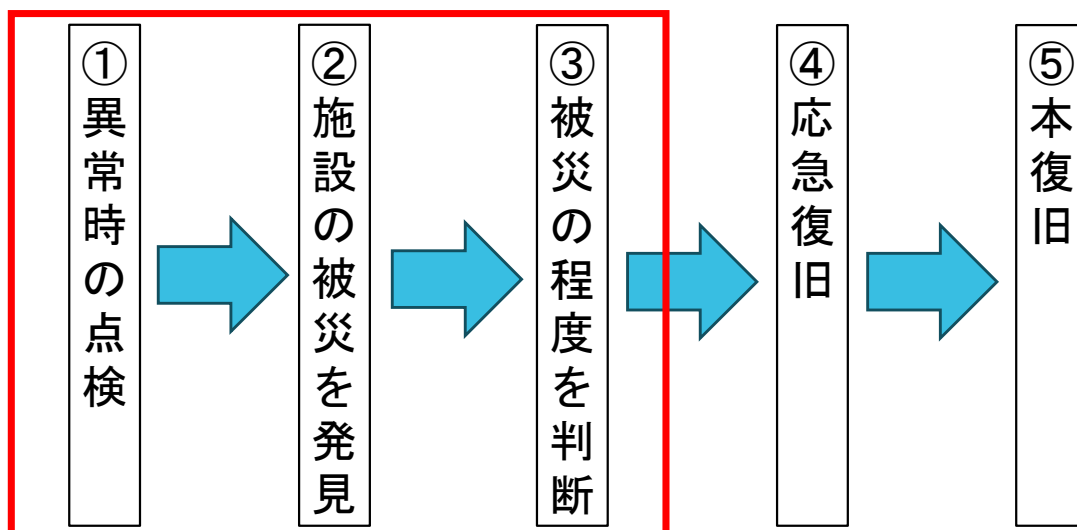 ①異常時の点検
②施設の被災を発見
③被災の程度を判断
④応急復旧
⑤本復旧